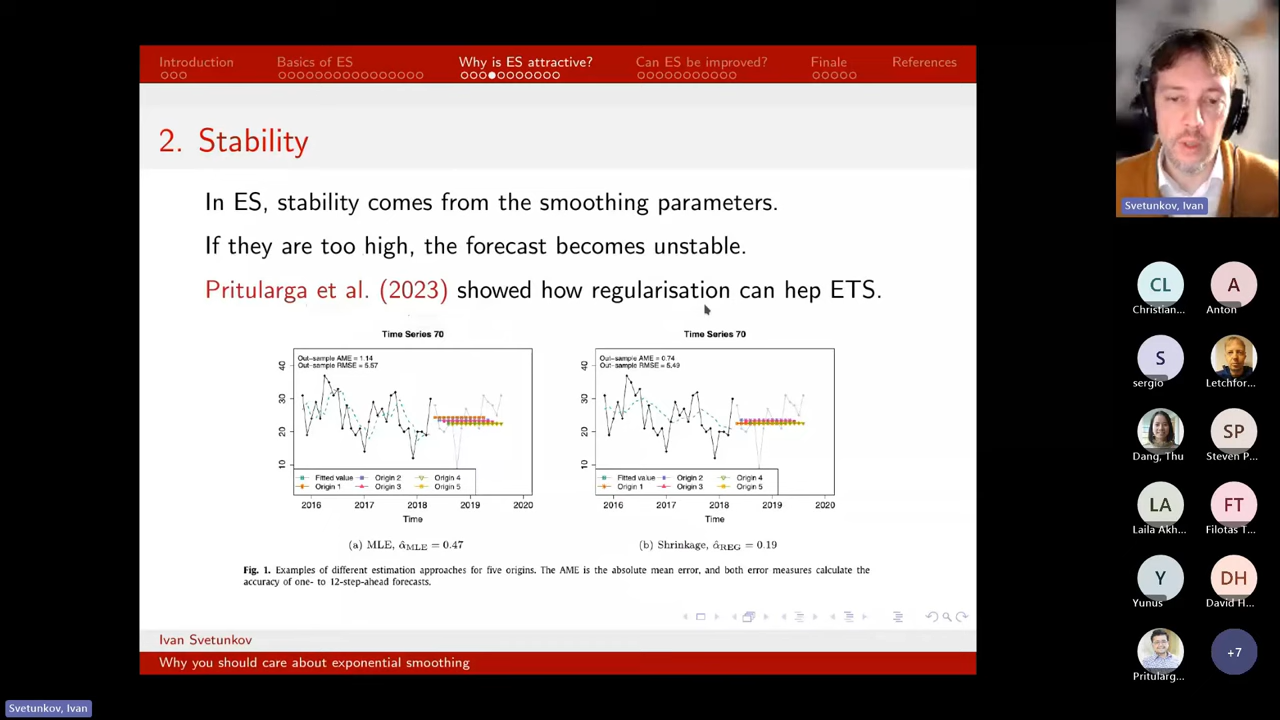 Introduction Basics of ES Why is ES attractive? Can ES be improved? Finale References
2. Stability
In ES, stability comes from the smoothing parameters.
If they are too high, the forecast becomes unstable.
Pritularga et al. (2023) showed how regularisation can hep ETS.
Time Series 70
Out-sample AME = 1.14
Out-sample RMSE = 5.57
40
30
20
10
Fitted value Origin 2 Origin 4
Origin 1 Origin 3 Origin 5
2016 2017 2018 2019 2020
Time
(a) MLE, α̂MLE = 0.47
Time Series 70
Out-sample AME = 0.74
Out-sample RMSE = 5.49
40
30
20
10
Fitted value Origin 2 Origin 4
Origin 1 Origin 3 Origin 5
2016 2017 2018 2019 2020
Time
(b) Shrinkage, α̂REG = 0.19
Fig. 1. Examples of different estimation approaches for five origins. The AME is the absolute mean error, and both error measures calculate the
accuracy of one- to 12-step-ahead forecasts.
Ivan Svetunkov
Why you should care about exponential smoothing
Svetunkov, Ivan
CL A
Christian... Anton
S
sergio Letchfor...
SP
Dang, Thu Steven P...
LA FT
Laila Akh... Filotas T...
Y DH
Yunus David H...
+7
Pritularg...
Svetunkov, Ivan